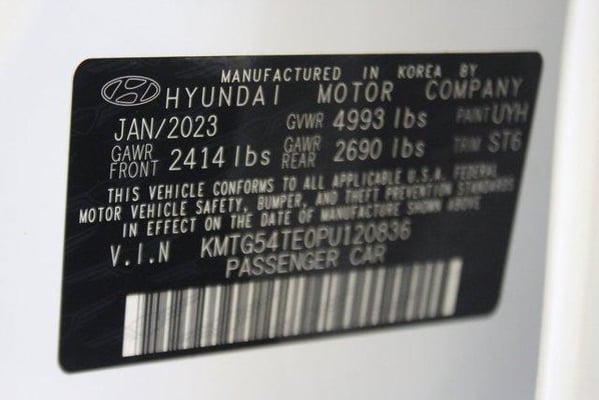 MANUFACTURED IN KOREA BY
HYUNDAI MOTOR COMPANY
JAN/2023 GVWR 4993 lbs PAINT UYH
GAWR FRONT 2414 lbs GAWR REAR 2690 lbs TRIM ST6
THIS VEHICLE CONFORMS TO ALL APPLICABLE U.S.A. FEDERAL
MOTOR VEHICLE SAFETY, BUMPER, AND THEFT PREVENTION STANDARDS
IN EFFECT ON THE DATE OF MANUFACTURE SHOWN ABOVE
V.I.N KMTG54TE0PU120836
PASSENGER CAR